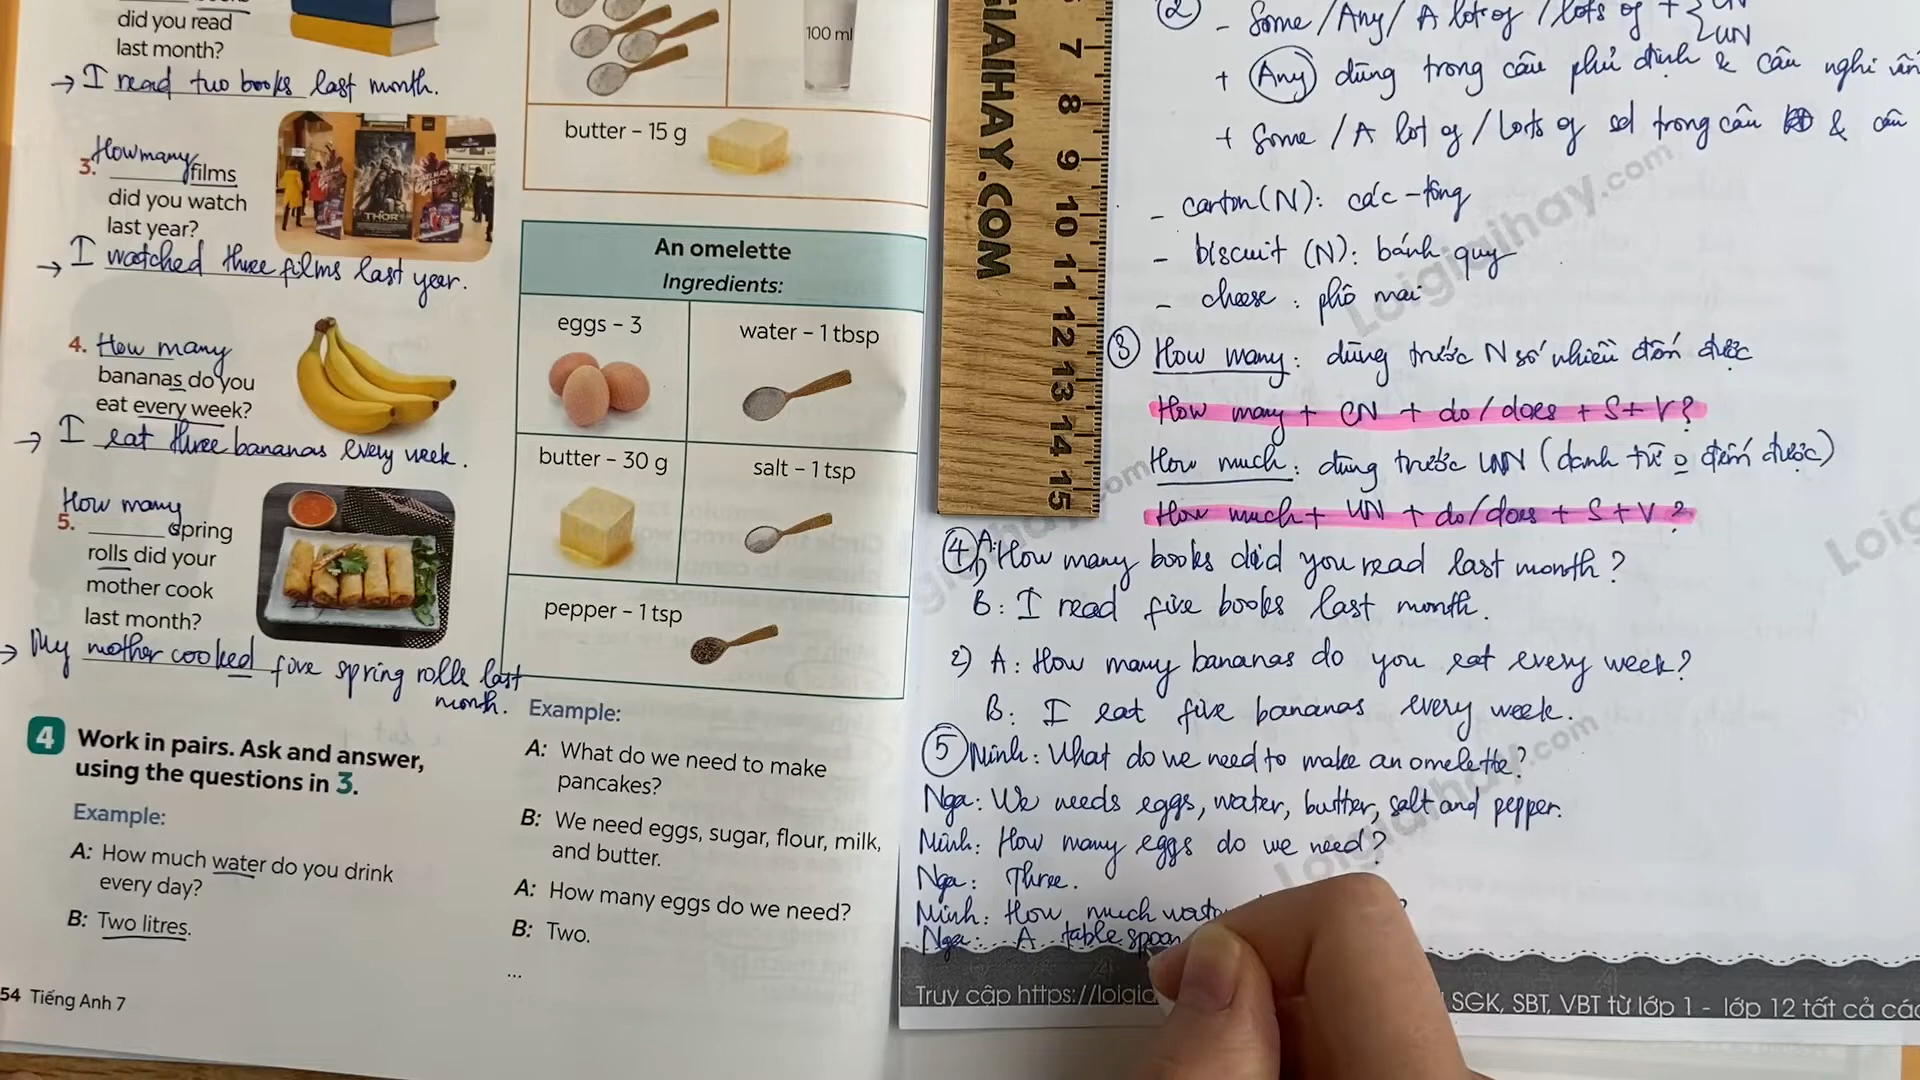 did you read
last month?
→ I read two books last month.
How many
3. films
did you watch
last year?
THOR
→ I watched three films last year.
4. How many
bananas do you
eat every week?
→ I eat three bananas every week.
How many
5. spring
rolls did your
mother cook
last month?
→ My mother cooked five spring rolls last
month.
4 Work in pairs. Ask and answer,
using the questions in 3.
Example:
A: How much water do you drink
every day?
B: Two litres.
54 Tiếng Anh 7
100 ml
butter – 15 g
An omelette
Ingredients:
eggs – 3
water – 1 tbsp
butter – 30 g
salt – 1 tsp
pepper – 1 tsp
Example:
A: What do we need to make
pancakes?
B: We need eggs, sugar, flour, milk,
and butter.
A: How many eggs do we need?
B: Two.
...
GIAIHAY.COM
7 8 9 10 11 12 13 14 15
2 - Some / Any / A lot of / lots of + CN
UN
+ Any dùng trong câu phủ định & câu nghi vấn
+ Some / A lot of / Lots of sd trong câu & câu
- carton (N): các-tông
- biscuit (N): bánh quy
- cheese : phô mai
3 How many: dùng trước N số nhiều đếm được
How many + CN + do/does + S + V?
How much: dùng trước UNN (danh từ o đếm được)
How much + UN + do/does + S + V?
4 1) A: How many books did you read last month?
B: I read five books last month.
2) A: How many bananas do you eat every week?
B: I eat five bananas every week.
5 Minh: What do we need to make an omelette?
Nga: We needs eggs, water, butter, salt and pepper.
Minh: How many eggs do we need?
Nga: Three.
Minh: How much water ?
Nga: A tablespoon
Truy cập https://loigia
SGK, SBT, VBT từ lớp 1 - lớp 12 tất cả các
Loigiaihay.com
Loigiaihay.com